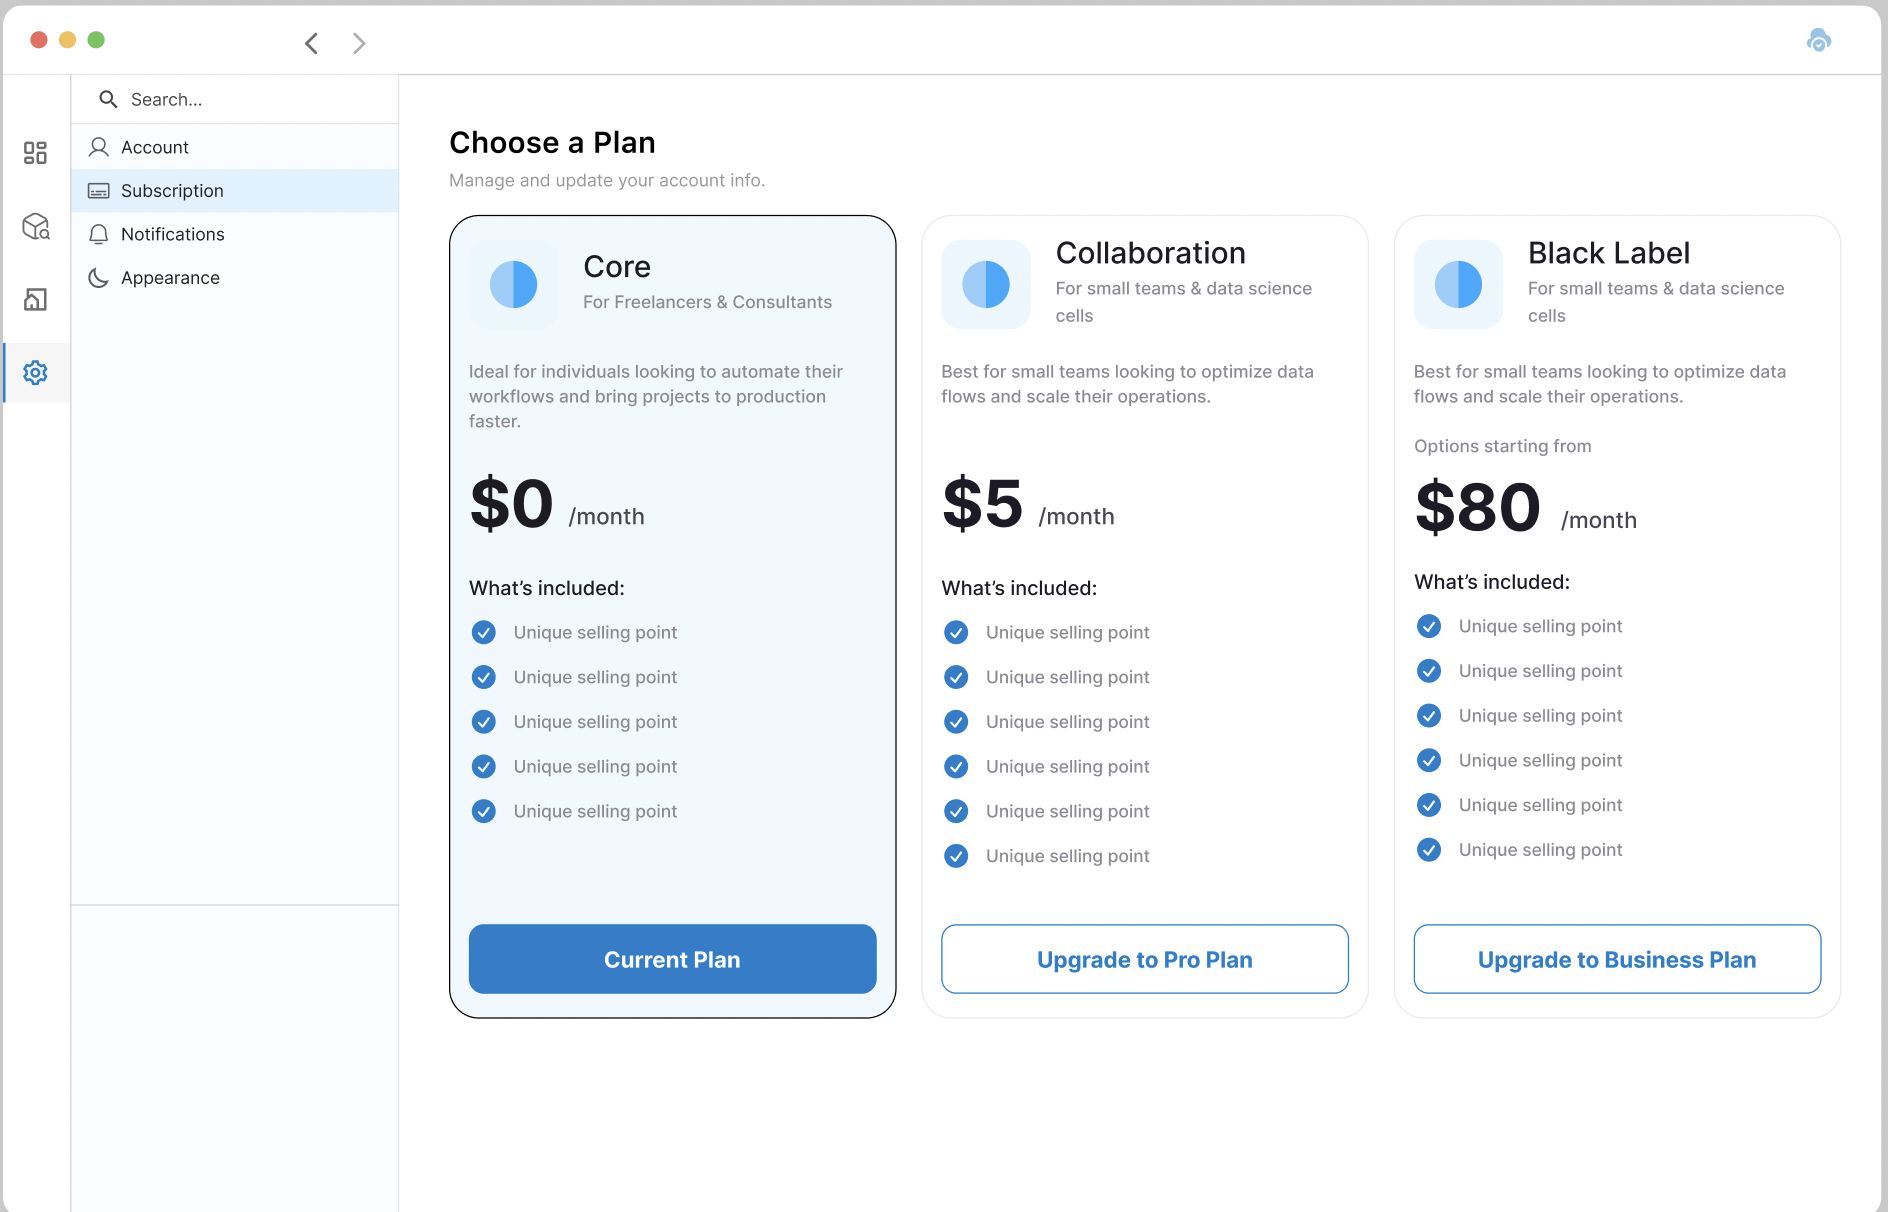 Search...
Account
Subscription
Notifications
Appearance
Choose a Plan
Manage and update your account info.
Core
For Freelancers & Consultants
Ideal for individuals looking to automate their
workflows and bring projects to production
faster.
$0 /month
What’s included:
Unique selling point
Unique selling point
Unique selling point
Unique selling point
Unique selling point
Current Plan
Collaboration
For small teams & data science
cells
Best for small teams looking to optimize data
flows and scale their operations.
$5 /month
What’s included:
Unique selling point
Unique selling point
Unique selling point
Unique selling point
Unique selling point
Unique selling point
Upgrade to Pro Plan
Black Label
For small teams & data science
cells
Best for small teams looking to optimize data
flows and scale their operations.
Options starting from
$80 /month
What’s included:
Unique selling point
Unique selling point
Unique selling point
Unique selling point
Unique selling point
Unique selling point
Upgrade to Business Plan